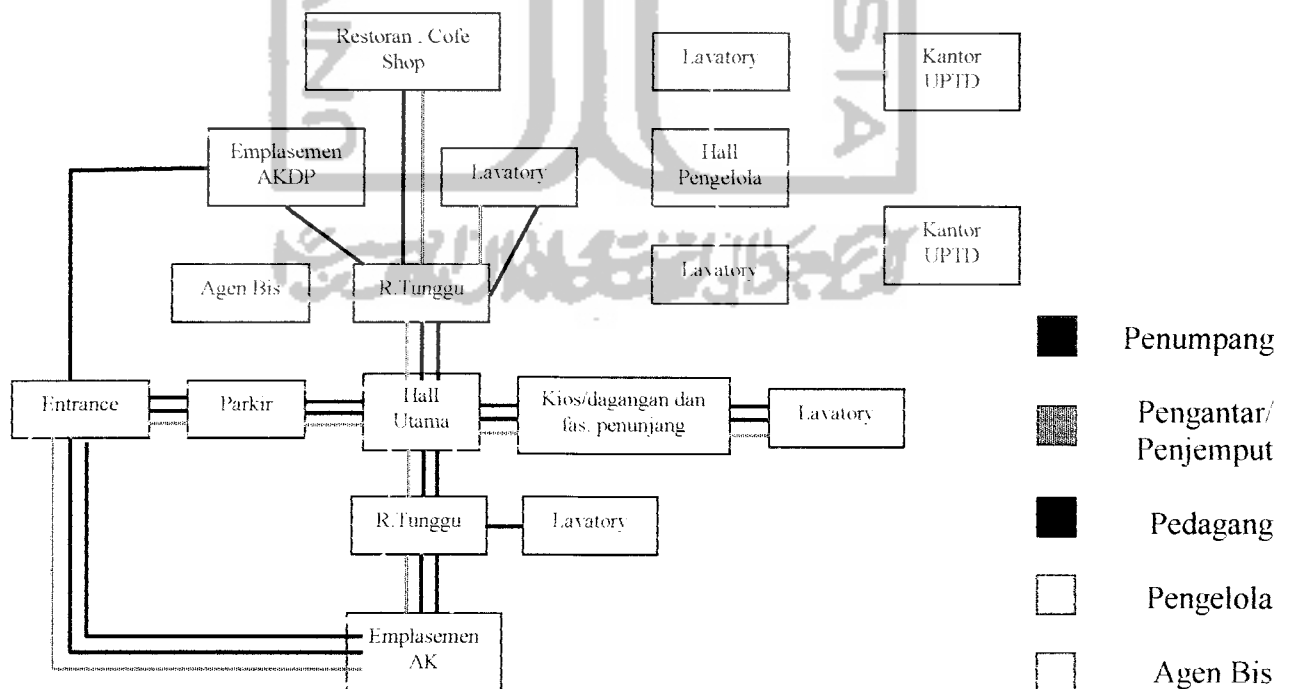 Restoran . Cofe
Shop
Lavatory
Kantor
UPTD
Emplasemen
AKDP
Lavatory
Hall
Pengelola
Agen Bis
R.Tunggu
Lavatory
Kantor
UPTD
Entrance
Parkir
Hall
Utama
Kios/dagangan dan
fas. penunjang
Lavatory
R.Tunggu
Lavatory
Emplasemen
AK
Penumpang
Pengantar/
Penjemput
Pedagang
Pengelola
Agen Bis